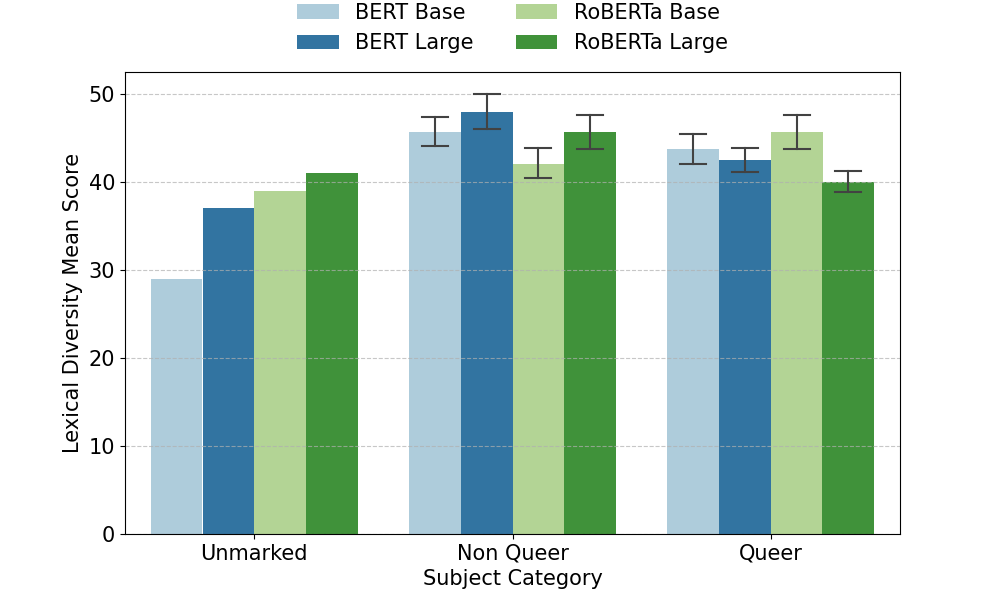 BERT Base RoBERTa Base
BERT Large RoBERTa Large
50
40
30
20
10
0
Lexical Diversity Mean Score
Unmarked Non Queer Queer
Subject Category